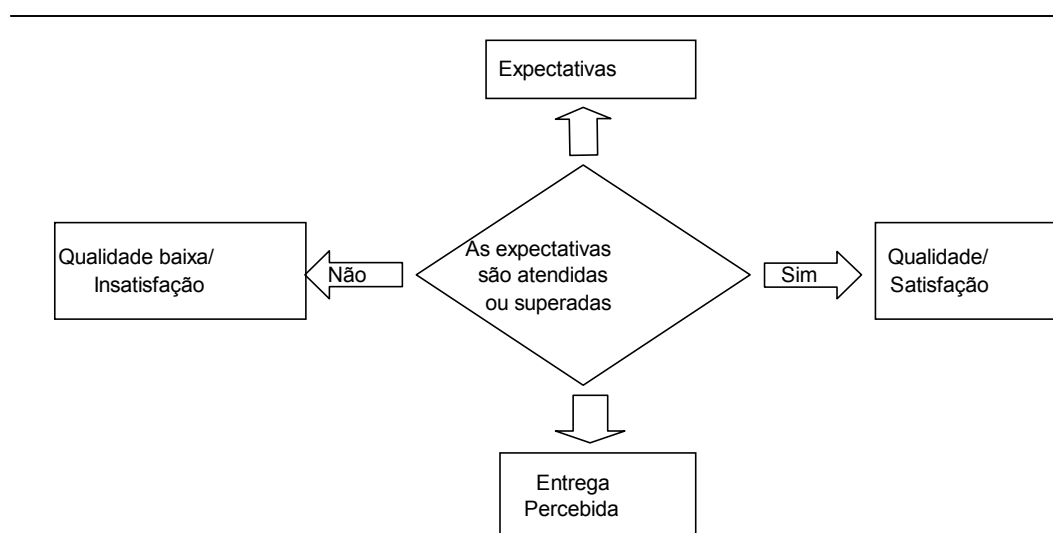 Expectativas
Qualidade baixa/
Insatisfação
Não
As expectativas
são atendidas
ou superadas
Sim
Qualidade/
Satisfação
Entrega
Percebida